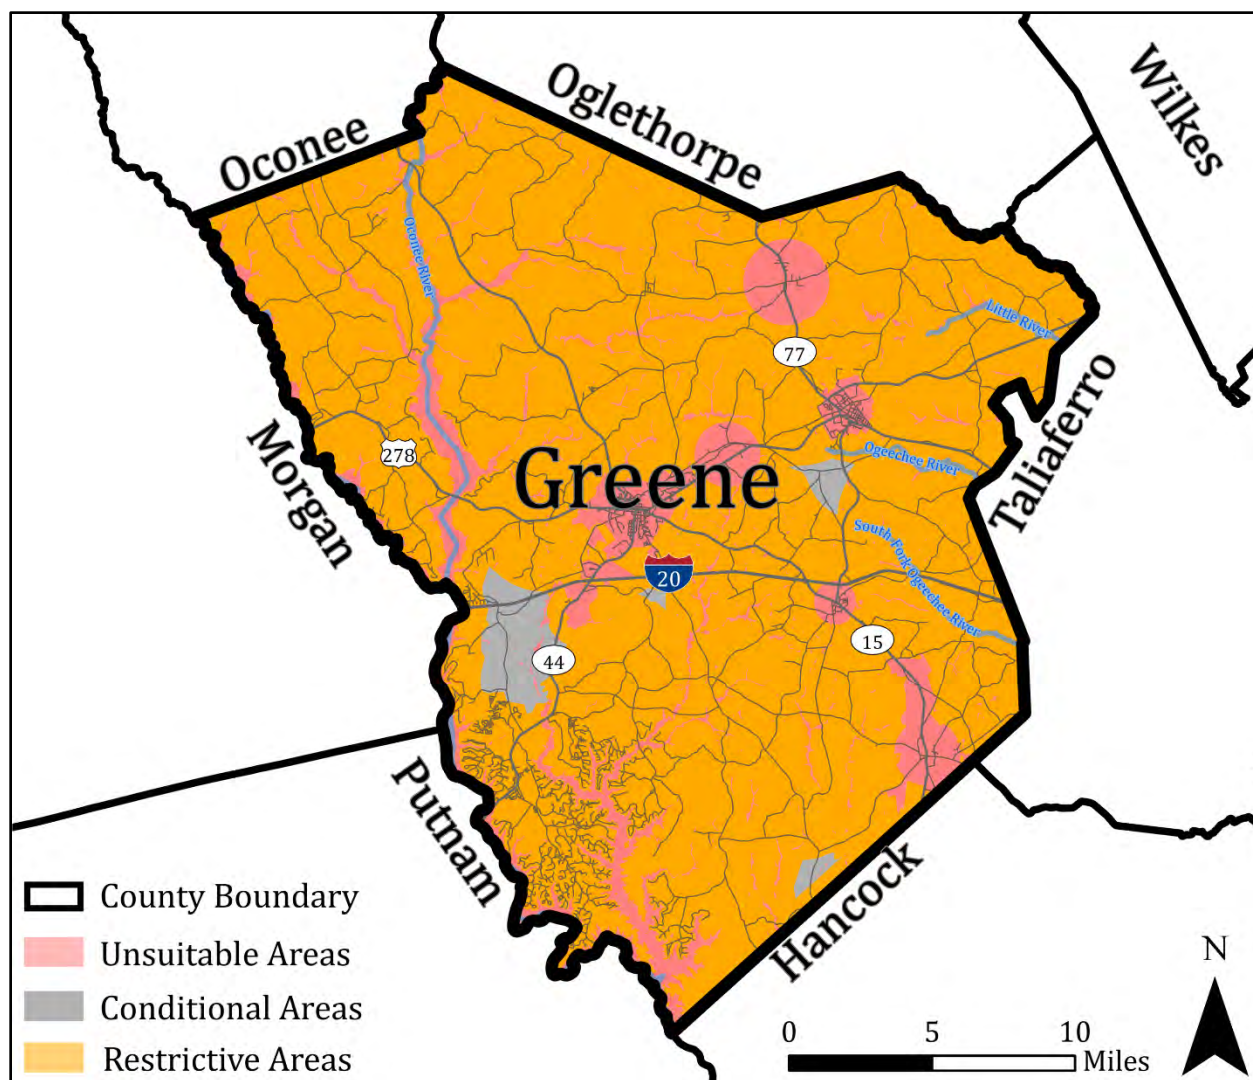 Oconee
Oglethorpe
Wilkes
Oconee River
Little River
77
Morgan
278
Greene
Ogeechee River
Taliaferro
South Fork Ogeechee River
20
44
15
Putnam
Hancock
County Boundary
Unsuitable Areas
Conditional Areas
Restrictive Areas
N
0 5 10
Miles